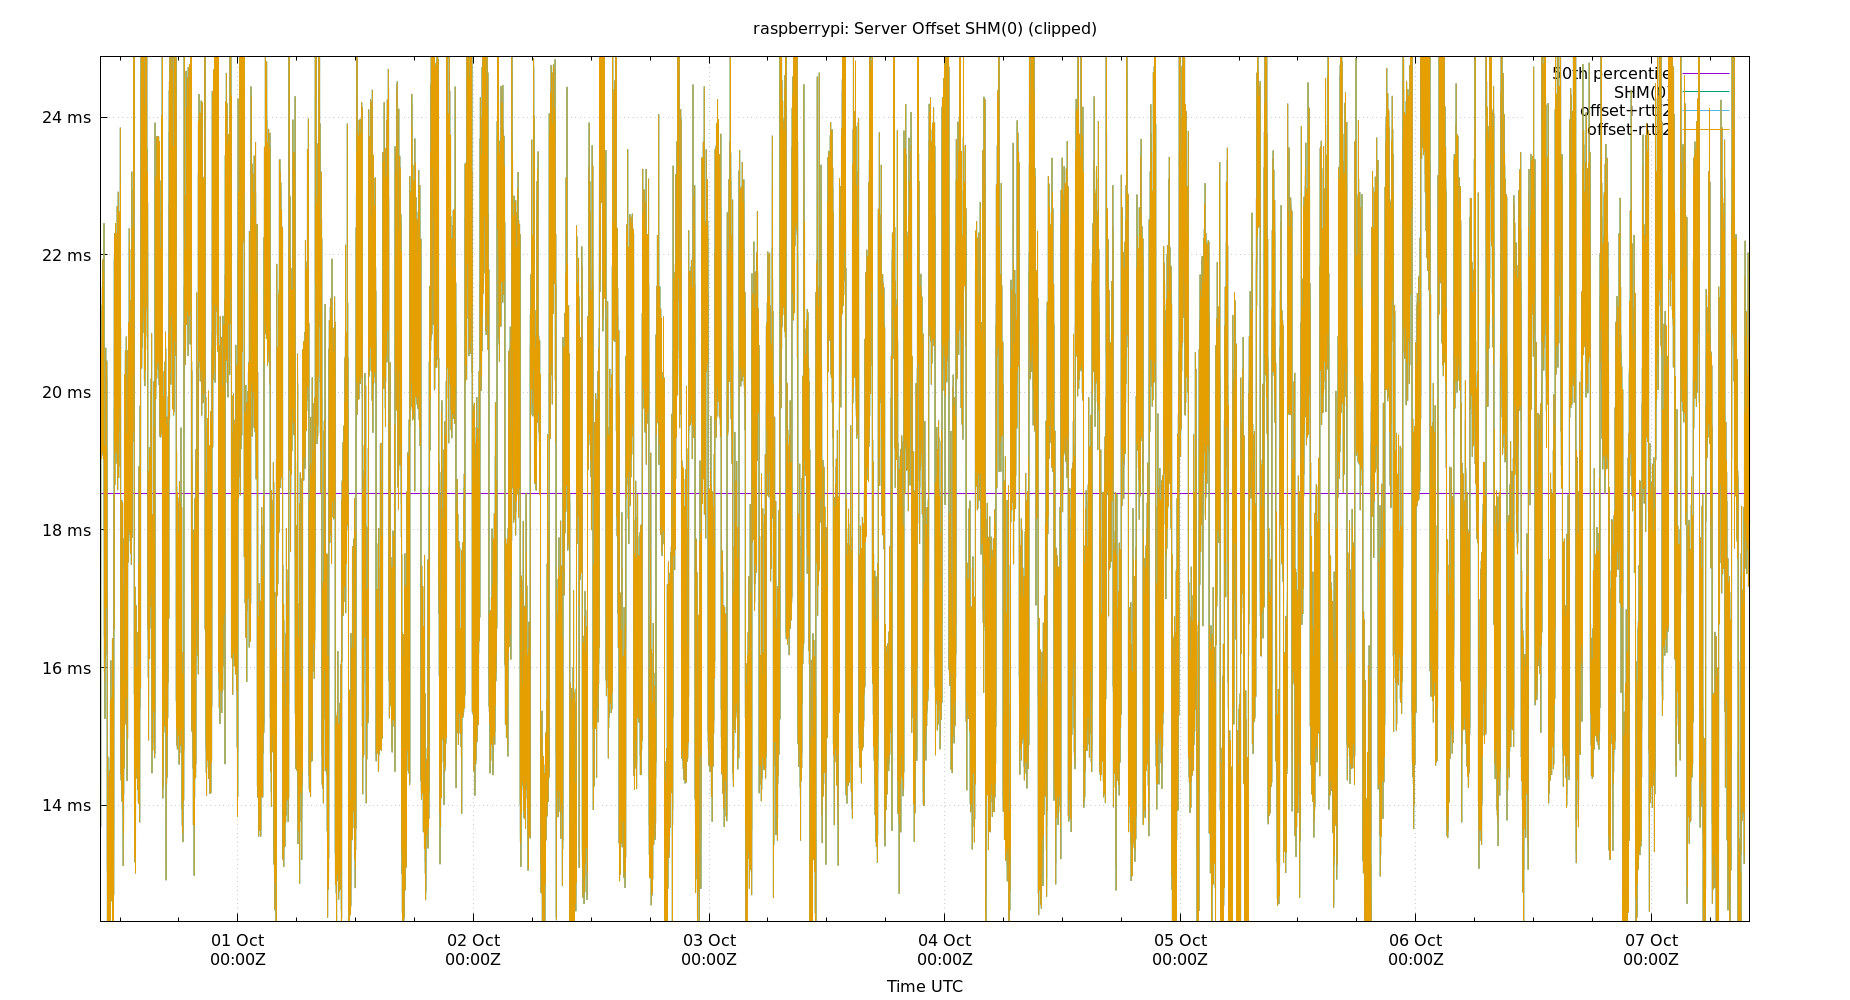 raspberrypi: Server Offset SHM(0) (clipped)
50th percentile
SHM(0)
offset+rtt/2
offset-rtt/2
24 ms
22 ms
20 ms
18 ms
16 ms
14 ms
01 Oct
00:00Z
02 Oct
00:00Z
03 Oct
00:00Z
04 Oct
00:00Z
05 Oct
00:00Z
06 Oct
00:00Z
07 Oct
00:00Z
Time UTC